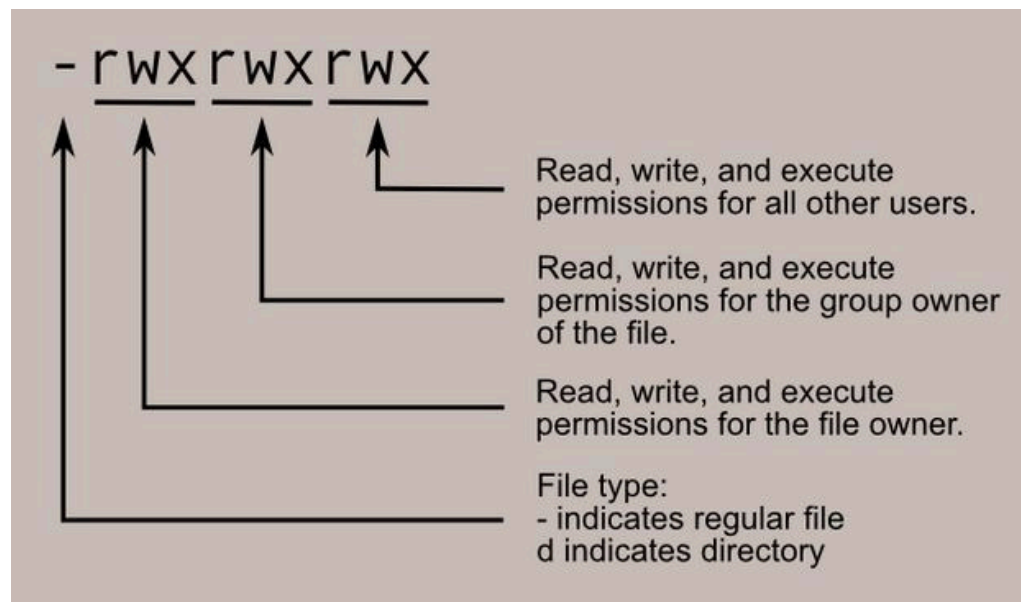 -rwxrwxrwx
Read, write, and execute
permissions for all other users.
Read, write, and execute
permissions for the group owner
of the file.
Read, write, and execute
permissions for the file owner.
File type:
- indicates regular file
d indicates directory